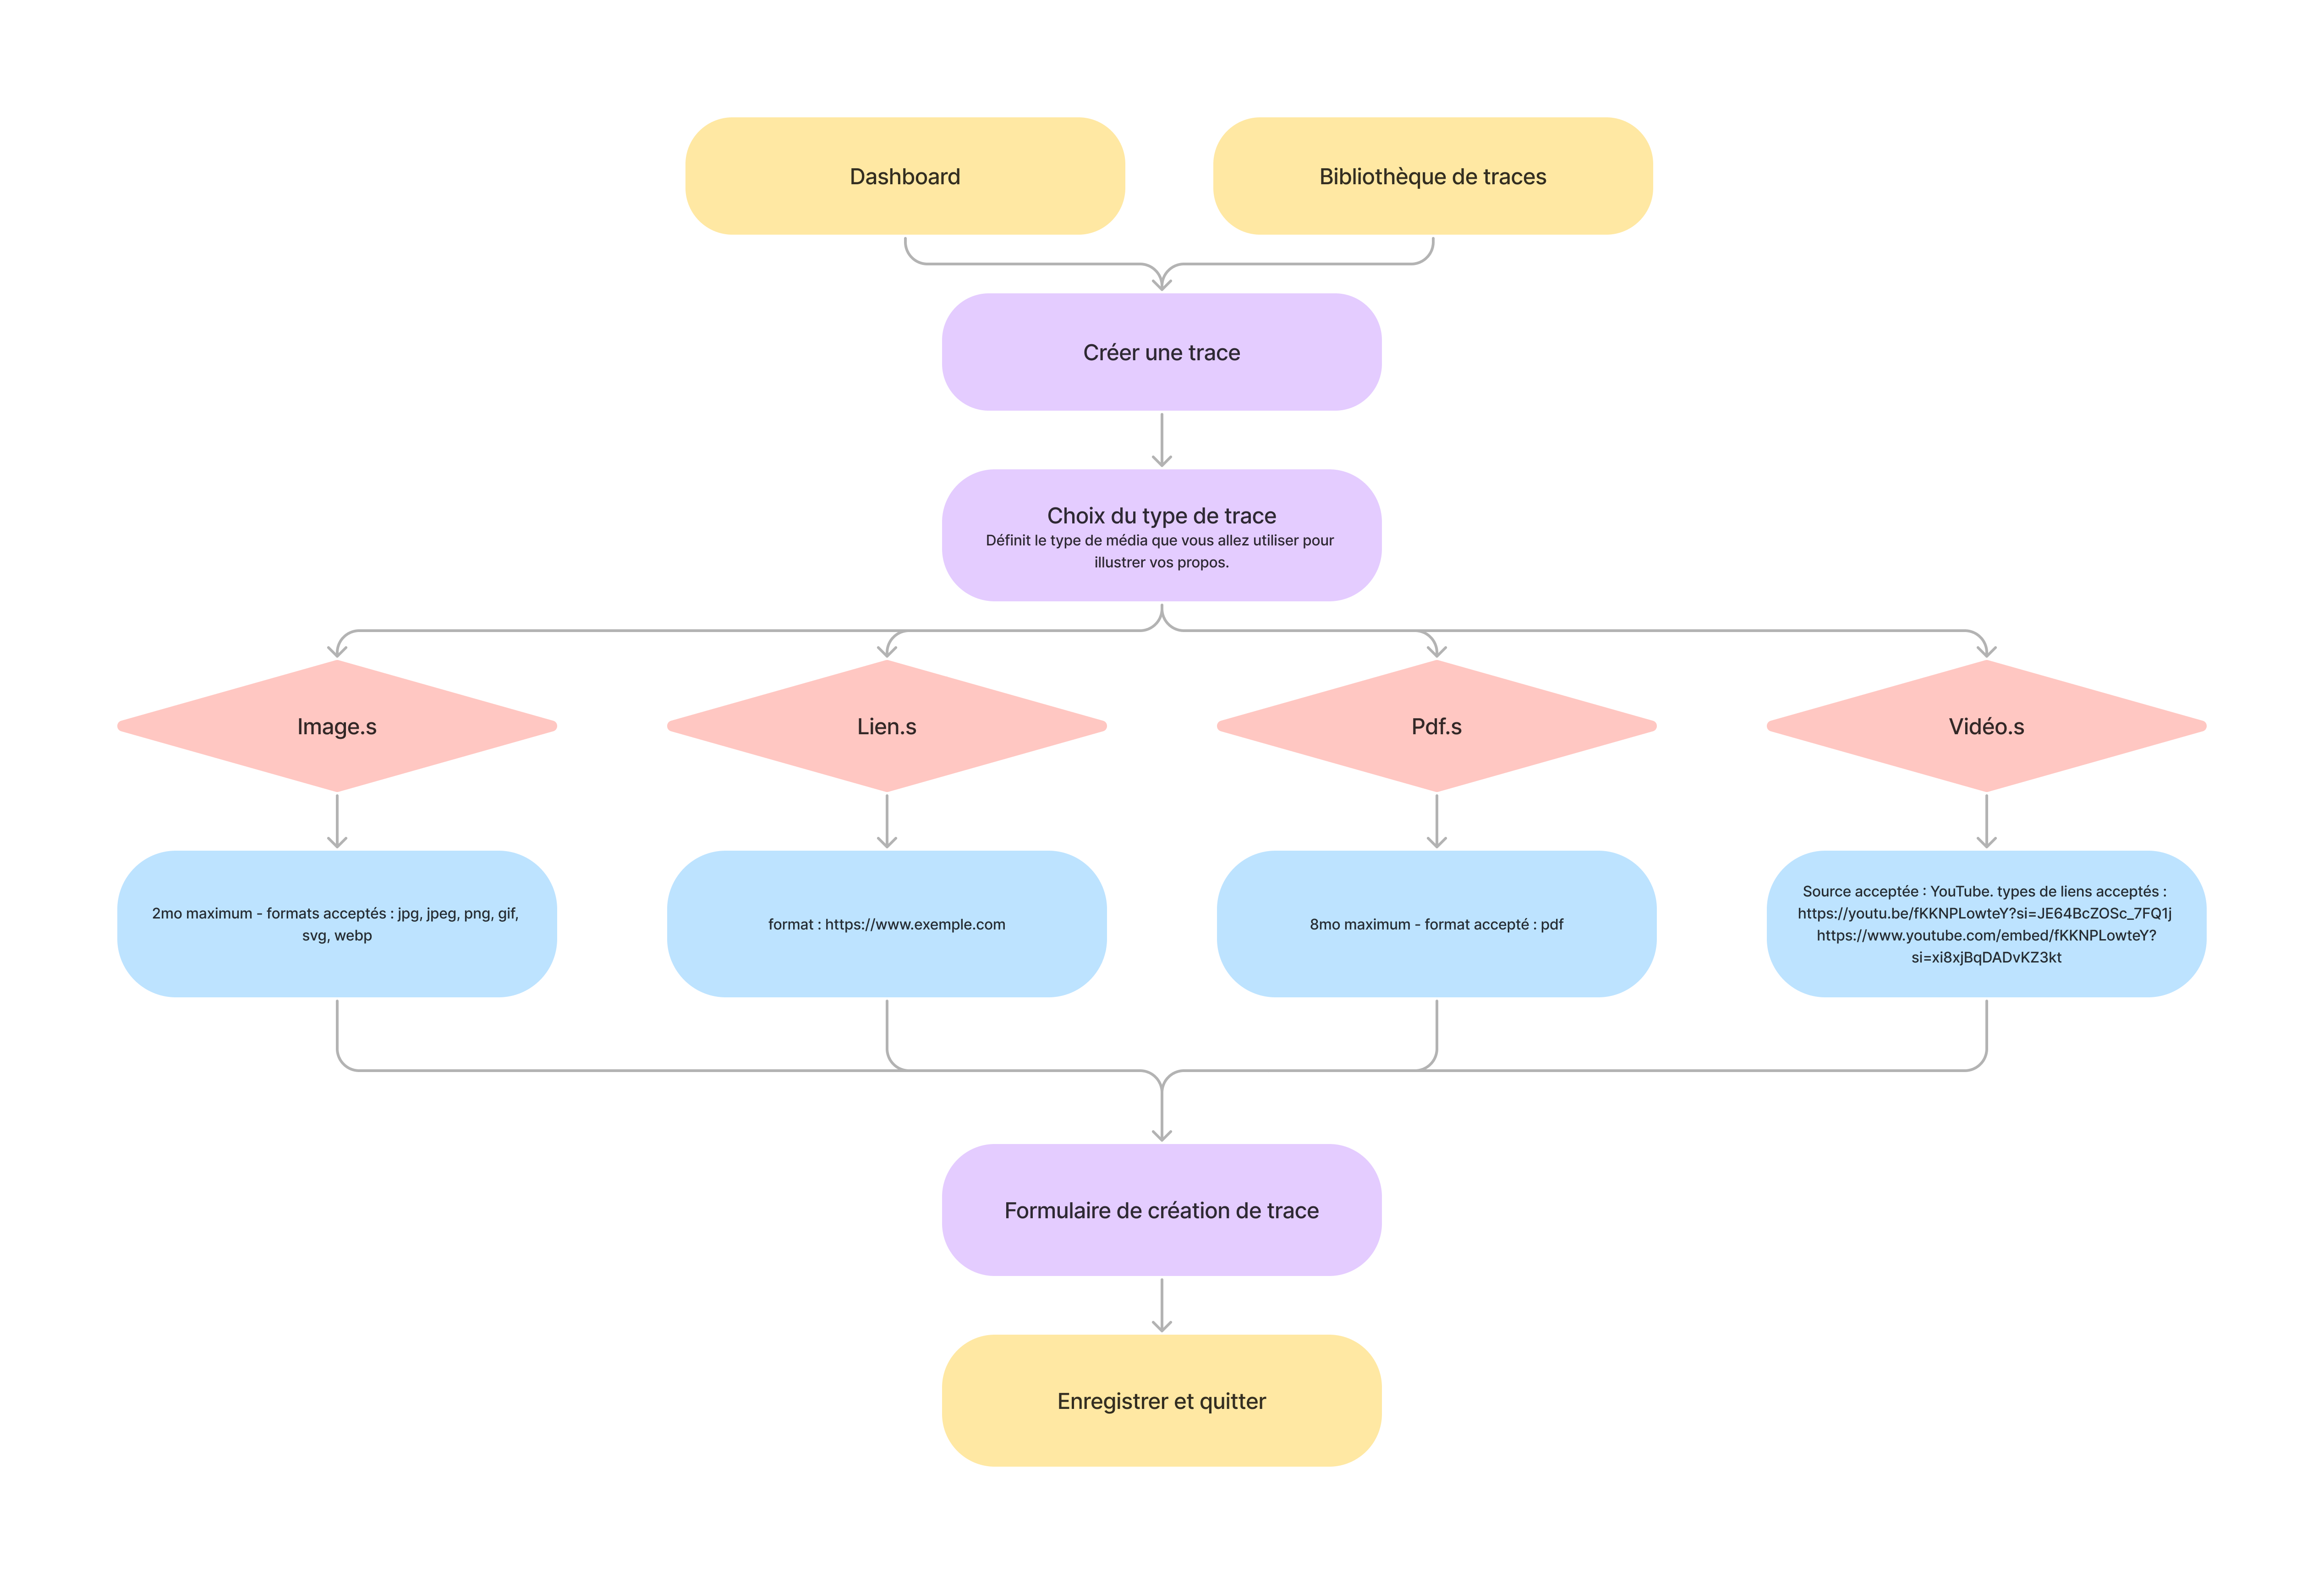 Dashboard
Bibliothèque de traces
Créer une trace
Choix du type de trace
Définit le type de média que vous allez utiliser pour
illustrer vos propos.
Image.s
Lien.s
Pdf.s
Vidéo.s
2mo maximum - formats acceptés : jpg, jpeg, png, gif,
svg, webp
format : https://www.exemple.com
8mo maximum - format accepté : pdf
Source acceptée : YouTube. types de liens acceptés :
https://youtu.be/fKKNPLowteY?si=JE64BcZOSc_7FQ1j
https://www.youtube.com/embed/fKKNPLowteY?
si=xi8xjBqDADvKZ3kt
Formulaire de création de trace
Enregistrer et quitter